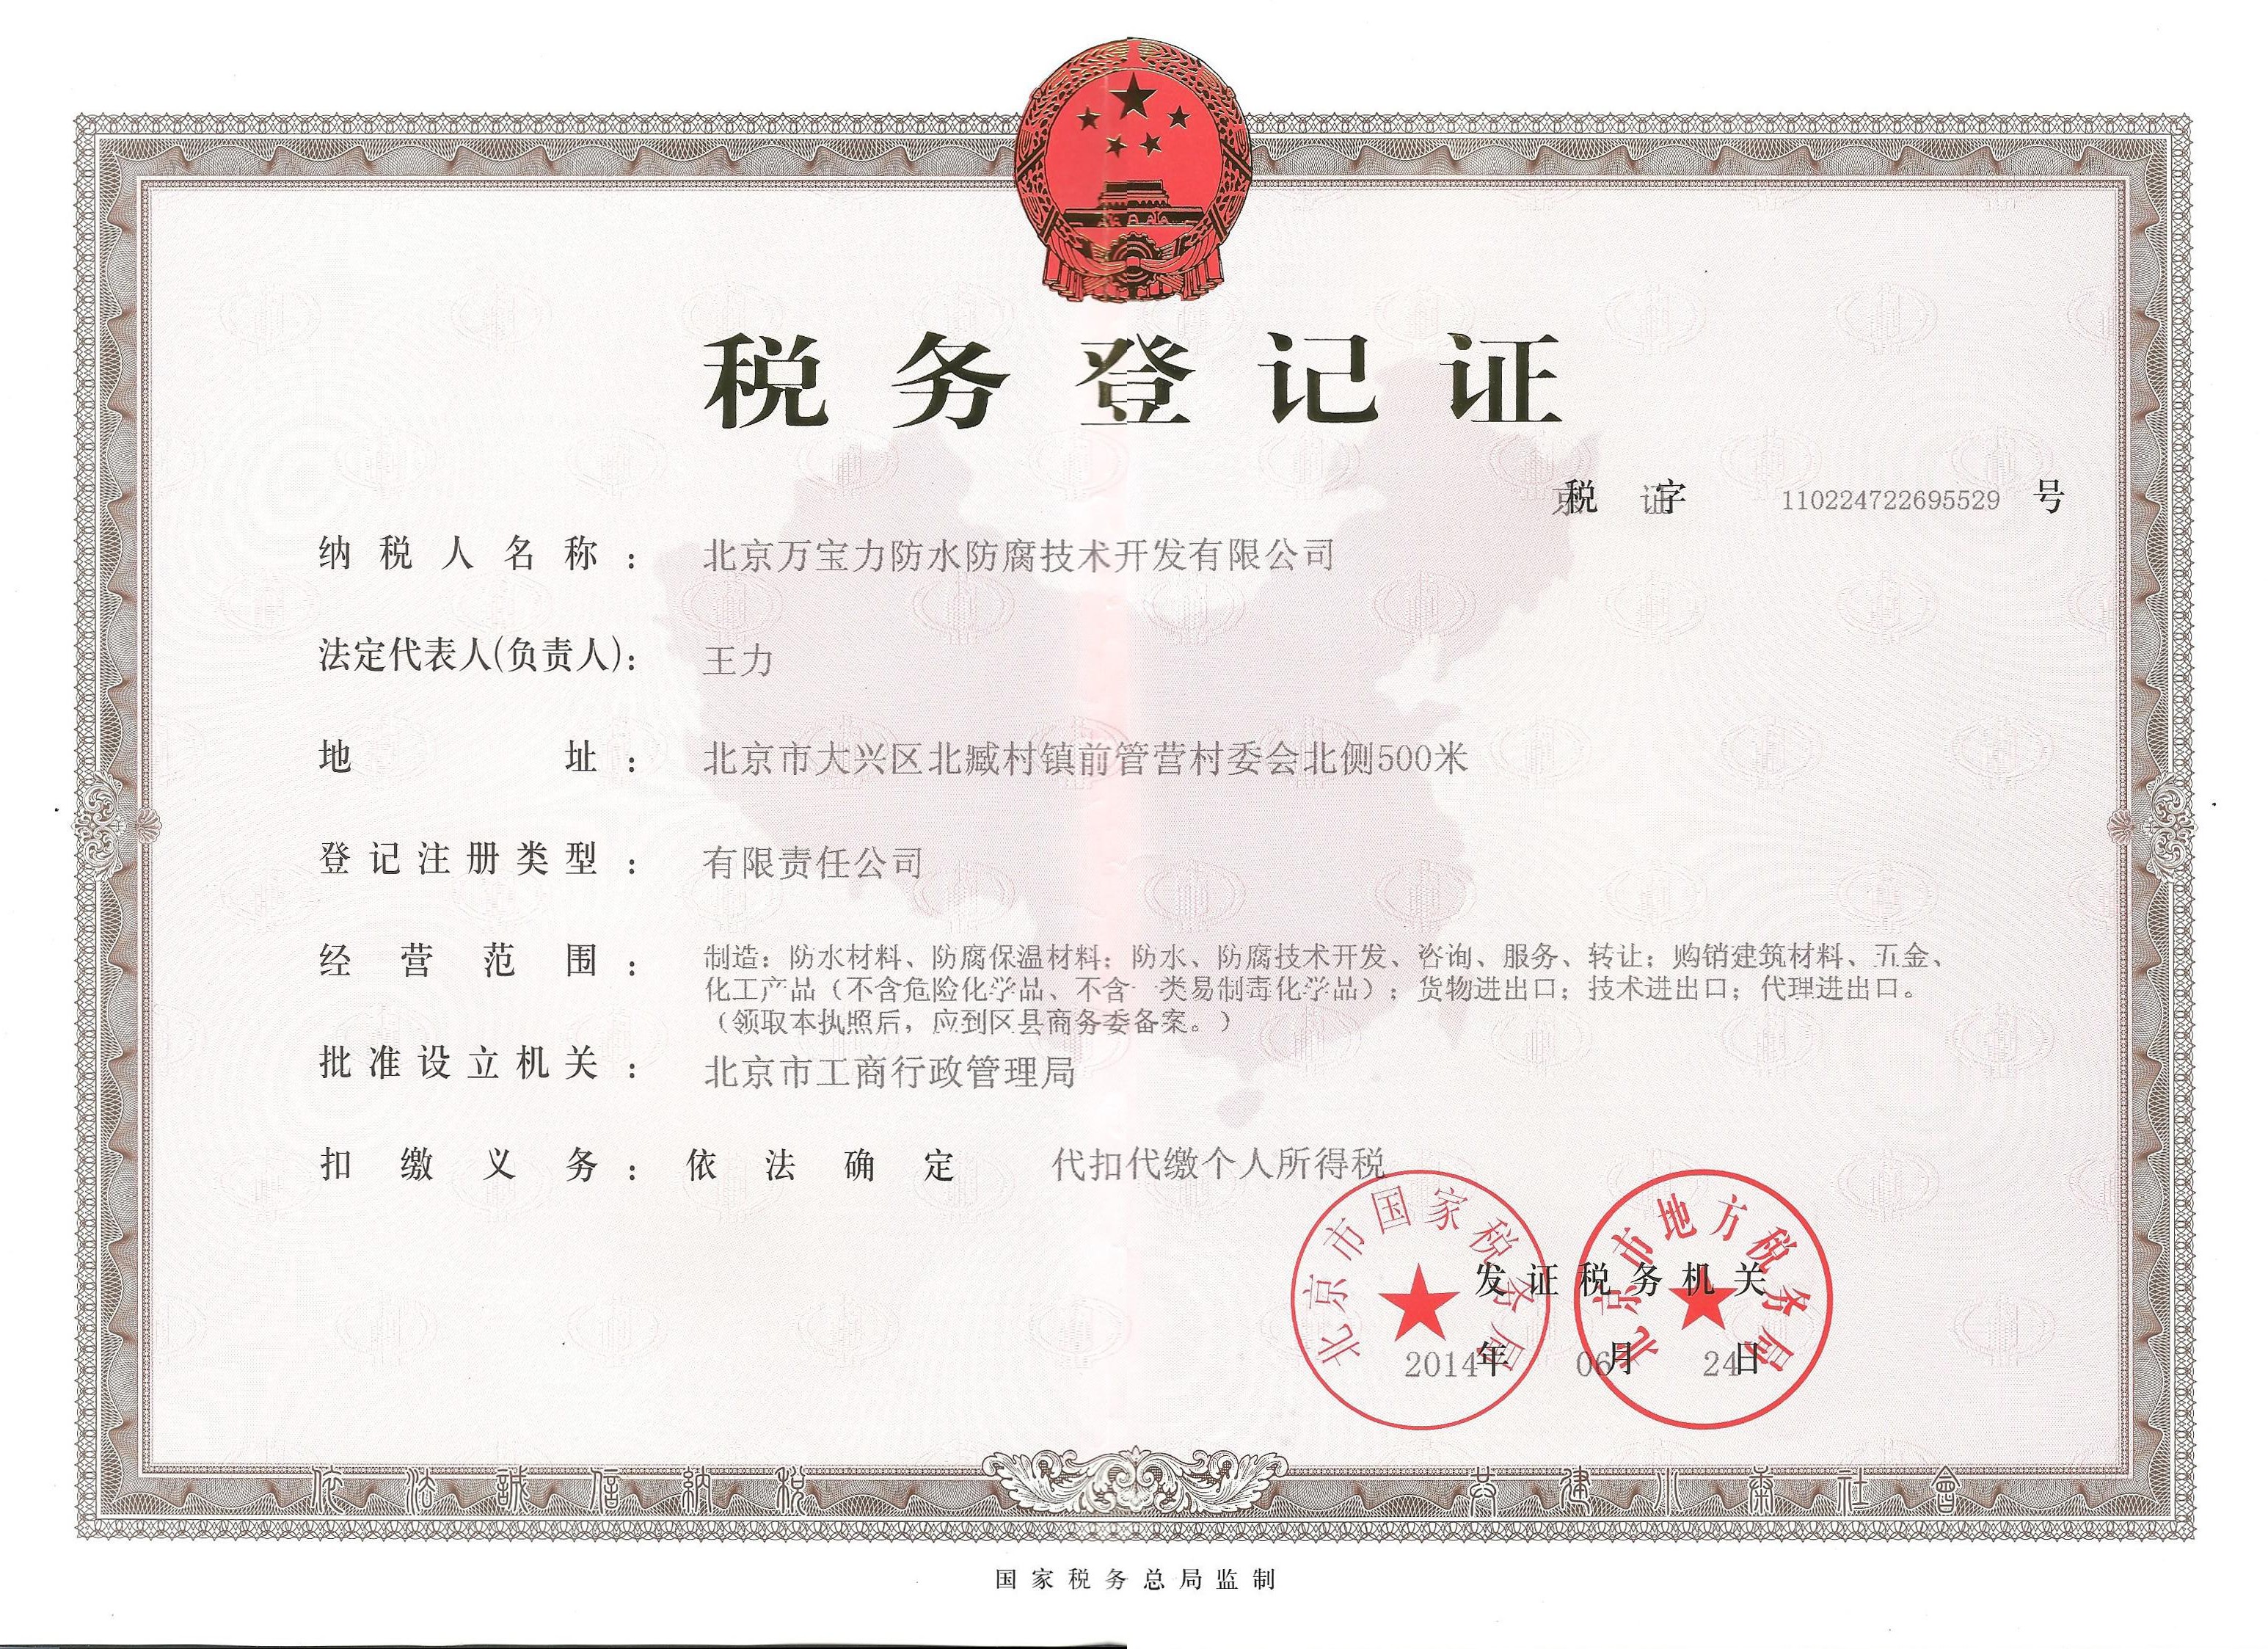 税务登记证
京税证字 110224722695529 号
纳税人名称： 北京万宝力防水防腐技术开发有限公司
法定代表人(负责人)： 王力
地址： 北京市大兴区北臧村镇前管营村委会北侧500米
登记注册类型： 有限责任公司
经营范围： 制造：防水材料、防腐保温材料；防水、防腐技术开发、咨询、服务、转让；购销建筑材料、五金、
化工产品（不含危险化学品、不含一类易制毒化学品）；货物进出口；技术进出口；代理进出口。
（领取本执照后，应到区县商务委备案。）
批准设立机关： 北京市工商行政管理局
扣缴义务： 依法确定 代扣代缴个人所得税
北京市国家税务局
北京市地方税务局
发证税务机关
2014年 06月 24日
依法誠信納税
共建小康社會
国家税务总局监制